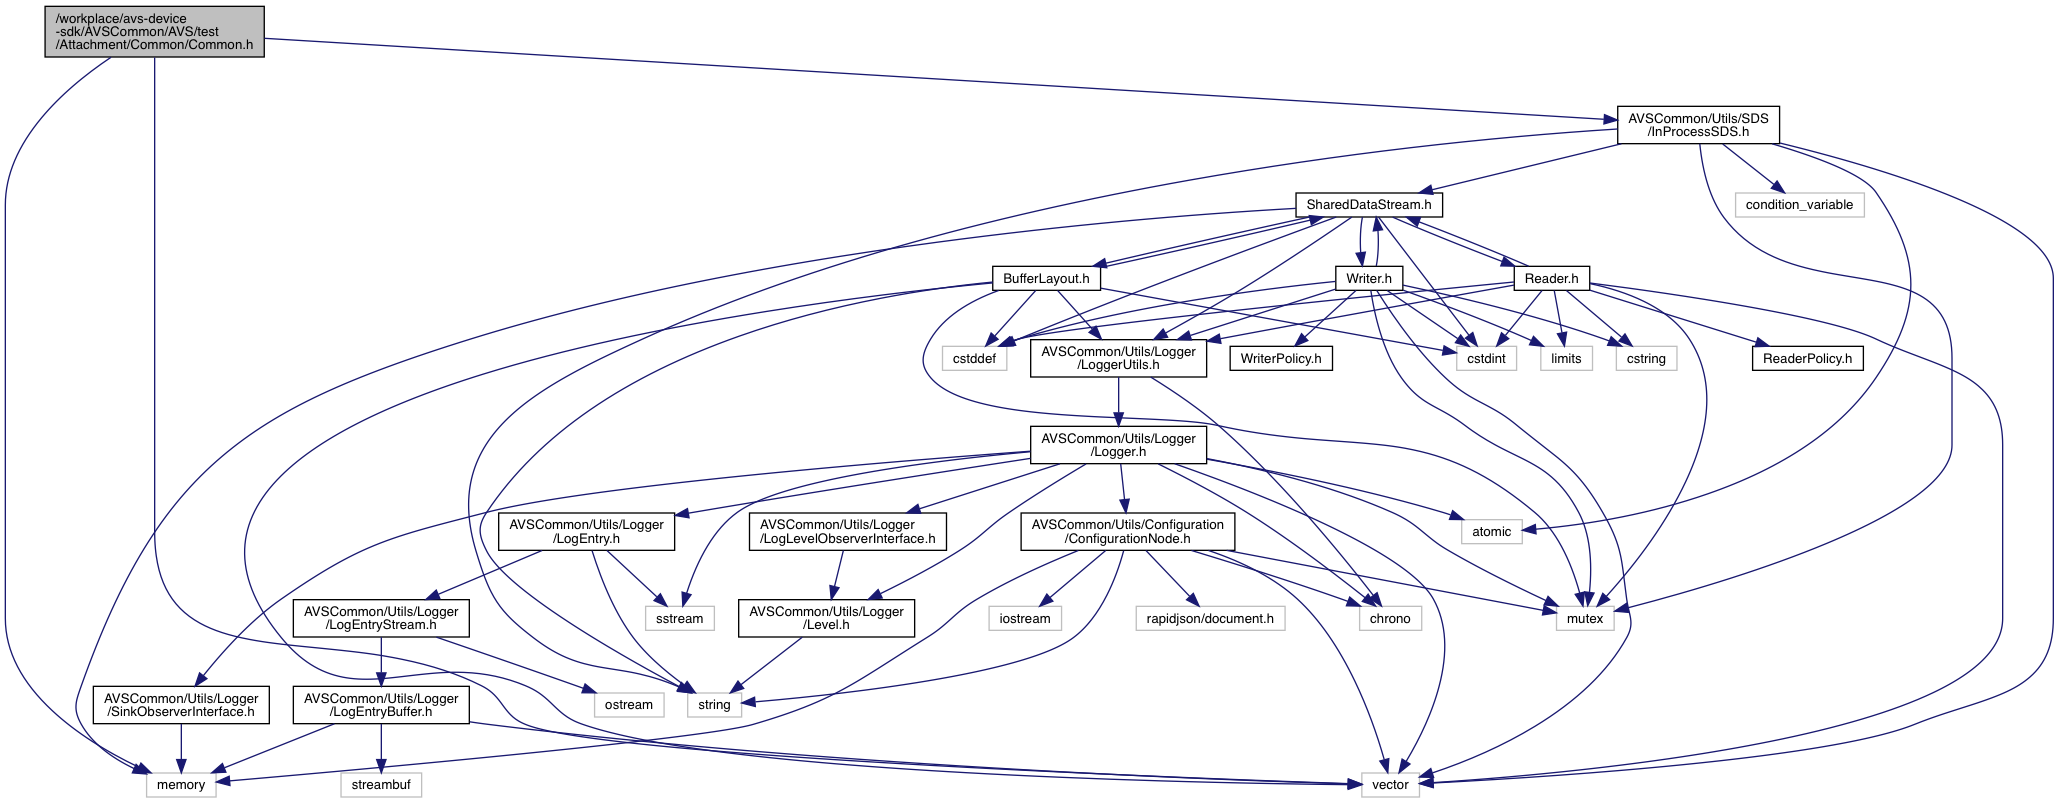 /workplace/avs-device
-sdk/AVSCommon/AVS/test
/Attachment/Common/Common.h
AVSCommon/Utils/SDS
/InProcessSDS.h
SharedDataStream.h
condition_variable
BufferLayout.h
Writer.h
Reader.h
cstddef
AVSCommon/Utils/Logger
/LoggerUtils.h
WriterPolicy.h
cstdint
limits
cstring
ReaderPolicy.h
AVSCommon/Utils/Logger
/Logger.h
AVSCommon/Utils/Logger
/LogEntry.h
AVSCommon/Utils/Logger
/LogLevelObserverInterface.h
AVSCommon/Utils/Configuration
/ConfigurationNode.h
atomic
AVSCommon/Utils/Logger
/LogEntryStream.h
sstream
AVSCommon/Utils/Logger
/Level.h
iostream
rapidjson/document.h
chrono
mutex
AVSCommon/Utils/Logger
/SinkObserverInterface.h
AVSCommon/Utils/Logger
/LogEntryBuffer.h
ostream
string
memory
streambuf
vector